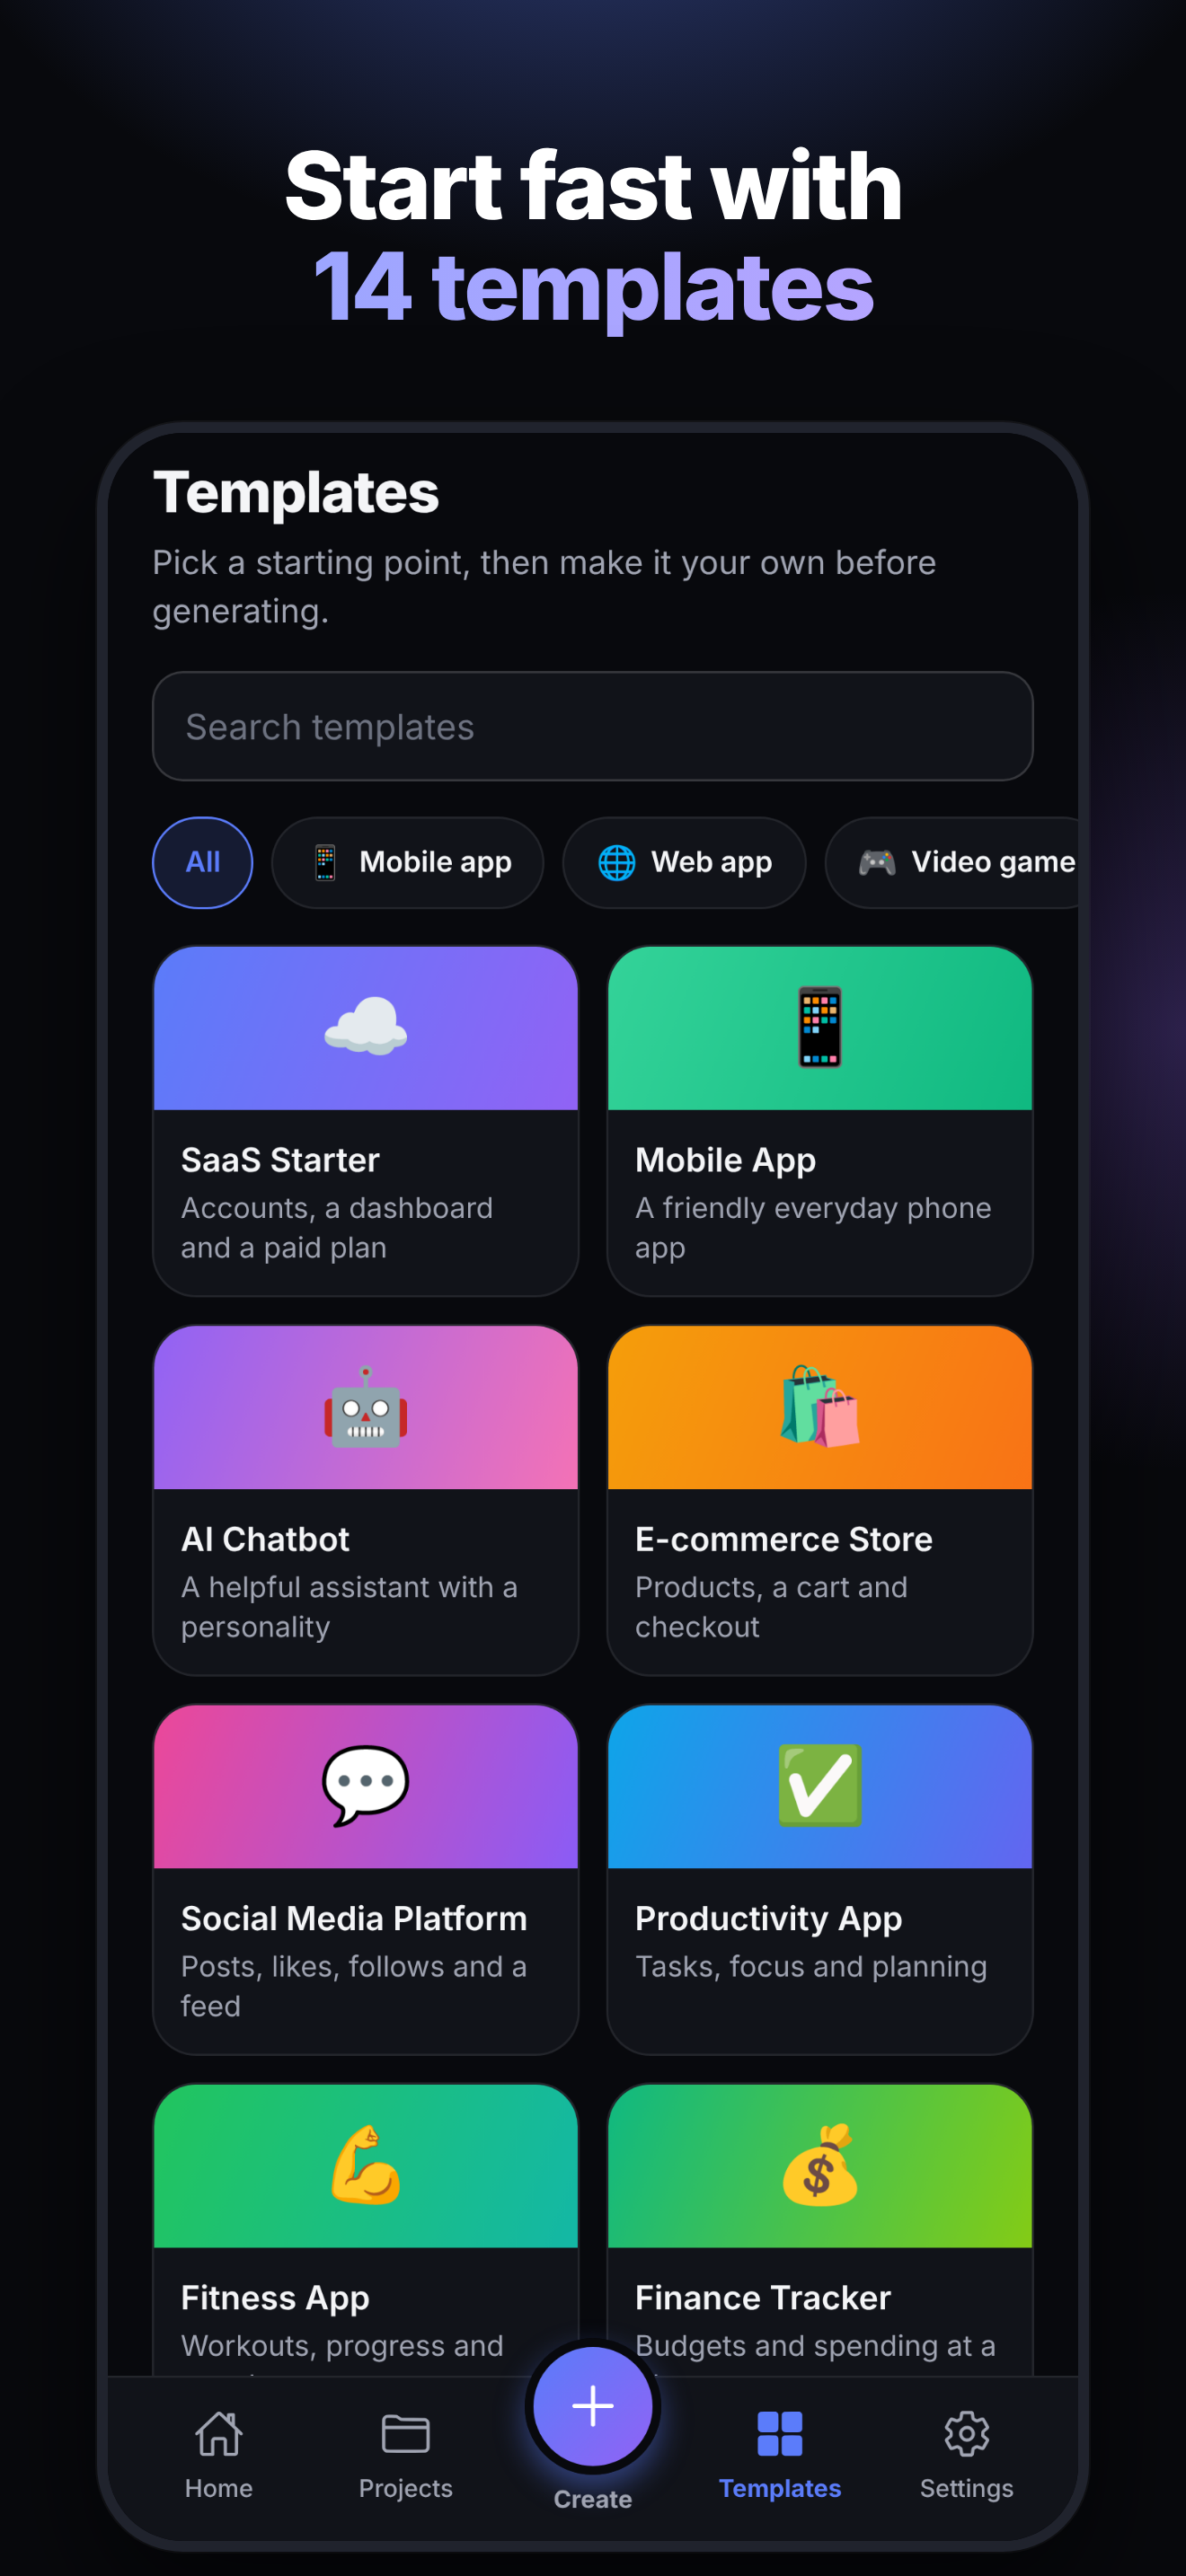 Start fast with
14 templates
Templates
Pick a starting point, then make it your own before
generating.
Search templates
All
Mobile app
Web app
Video game
SaaS Starter
Accounts, a dashboard
and a paid plan
Mobile App
A friendly everyday phone
app
AI Chatbot
A helpful assistant with a
personality
E-commerce Store
Products, a cart and
checkout
Social Media Platform
Posts, likes, follows and a
feed
Productivity App
Tasks, focus and planning
Fitness App
Workouts, progress and
Finance Tracker
Budgets and spending at a
Home
Projects
Create
Templates
Settings